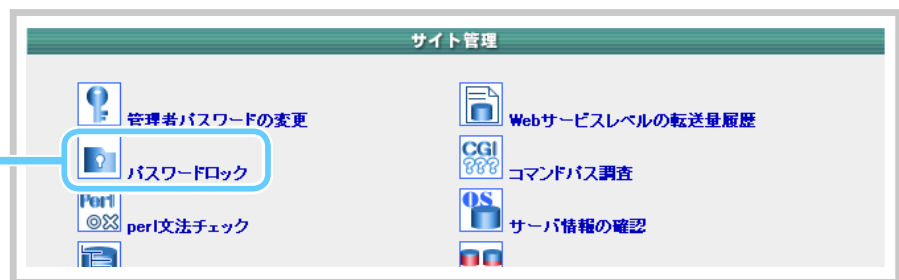 サイト管理
管理者パスワードの変更
Webサービスレベルの転送量履歴
パスワードロック
CGI
???
コマンドパス調査
Perl
perl文法チェック
OS
サーバ情報の確認